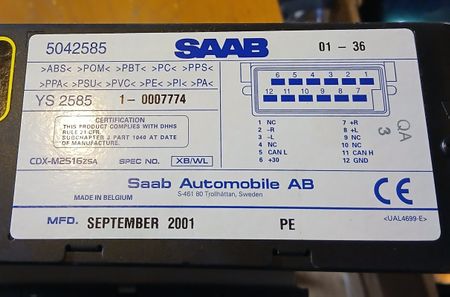 5042585 SAAB 01 - 36
>ABS< >POM< >PBT< >PC< >PPS<
>PPA< >PSU< >PVC< >PE< >PI< >PA<
YS 2585 1- 0007774
6 5 4 3 2 1
12 11 10 9 8 7
CERTIFICATION
THIS PRODUCT COMPLIES WITH DHHS
RULE 21 CFR.
SUBCHAPTER J PART 1040 AT DATE
OF MANUFACTURE.
1 NC 7 +R
2 -R 8 +L
3 -L 9 NC
4 NC 10 NC
5 CAN L 11 CAN H
6 +30 12 GND
QA
3
CDX-M2516ZSA SPEC NO. XB/WL
Saab Automobile AB
S-461 80 Trollhättan, Sweden
MADE IN BELGIUM
CE
MFD. SEPTEMBER 2001 PE <UAL4699-E>